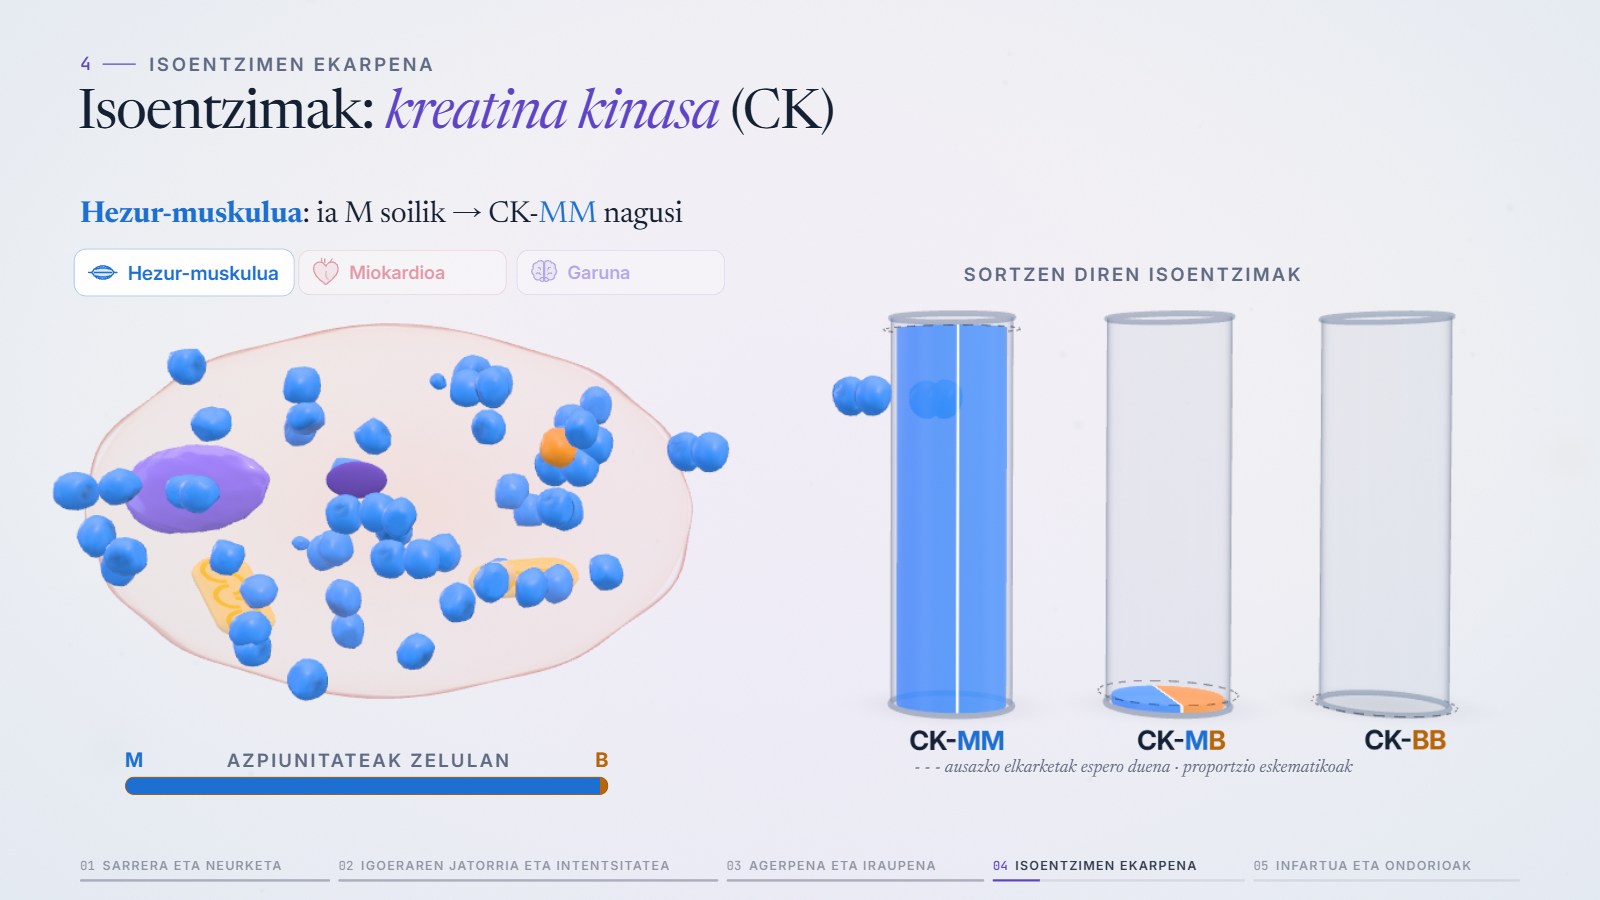 4 — ISOENTZIMEN EKARPENA
Isoentzimak: kreatina kinasa (CK)
Hezur-muskulua: ia M soilik → CK-MM nagusi
Hezur-muskulua
Miokardioa
Garuna
SORTZEN DIREN ISOENTZIMAK
CK-MM
CK-MB
CK-BB
- - - ausazko elkarketak espero duena · proportzio eskematikoak
M AZPIUNITATEAK ZELULAN B
01 SARRERA ETA NEURKETA
02 IGOERAREN JATORRIA ETA INTENTSITATEA
03 AGERPENA ETA IRAUPENA
04 ISOENTZIMEN EKARPENA
05 INFARTUA ETA ONDORIOAK